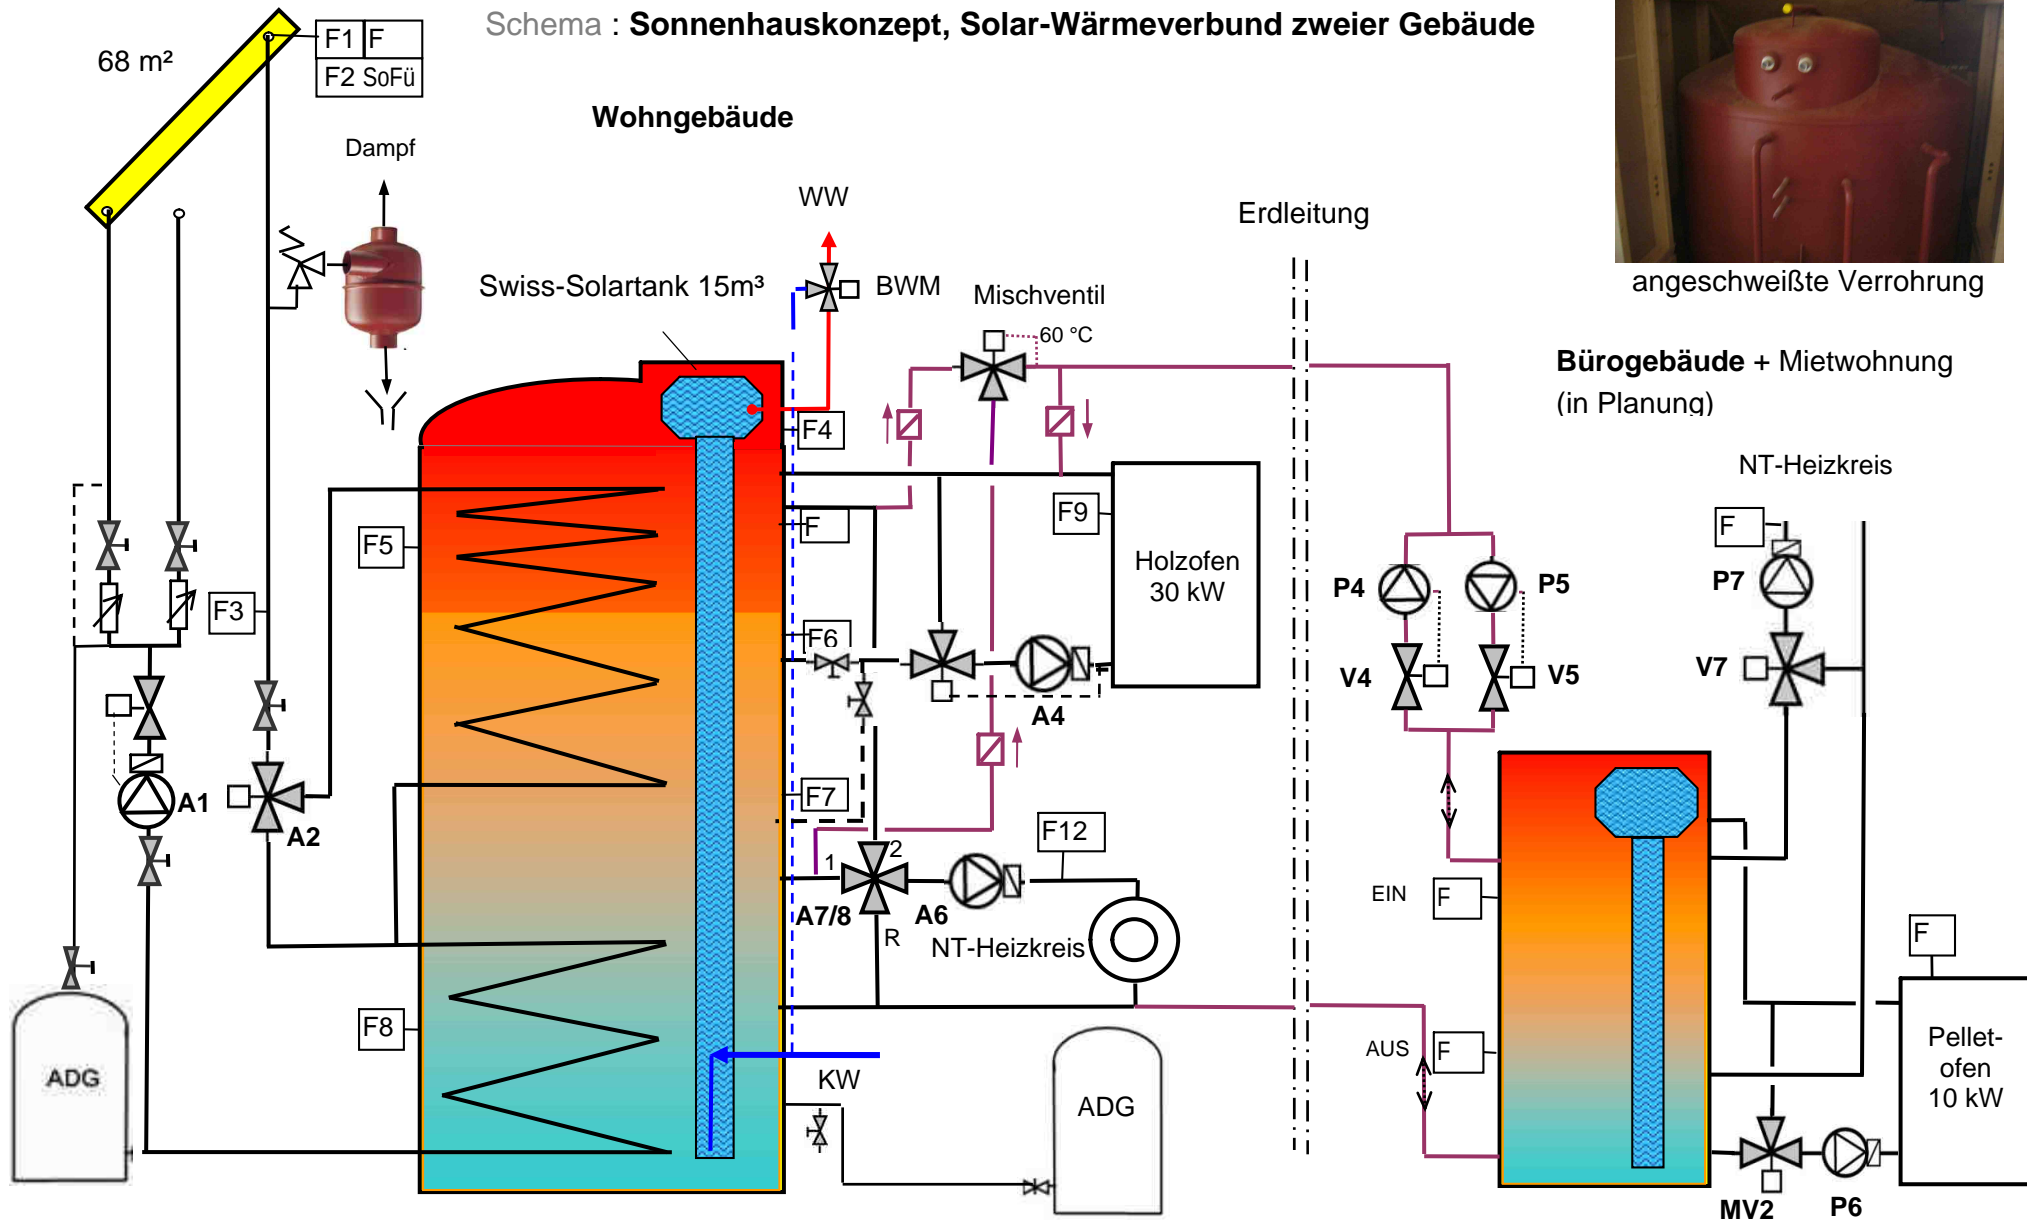 Schema : Sonnenhauskonzept, Solar-Wärmeverbund zweier Gebäude
68 m²
F1 F
F2 SoFü
Wohngebäude
Dampf
WW
Erdleitung
angeschweißte Verrohrung
Swiss-Solartank 15m³
BWM
Mischventil
60 °C
Bürogebäude + Mietwohnung
(in Planung)
F4
NT-Heizkreis
F5
F
F9
Holzofen
30 kW
F
P4
P5
P7
F3
F6
V4
V5
V7
A4
A1
A2
F7
F12
1
2
A7/8
A6
R
NT-Heizkreis
EIN
F
F
F8
AUS
F
Pellet-
ofen
10 kW
ADG
KW
ADG
MV2
P6